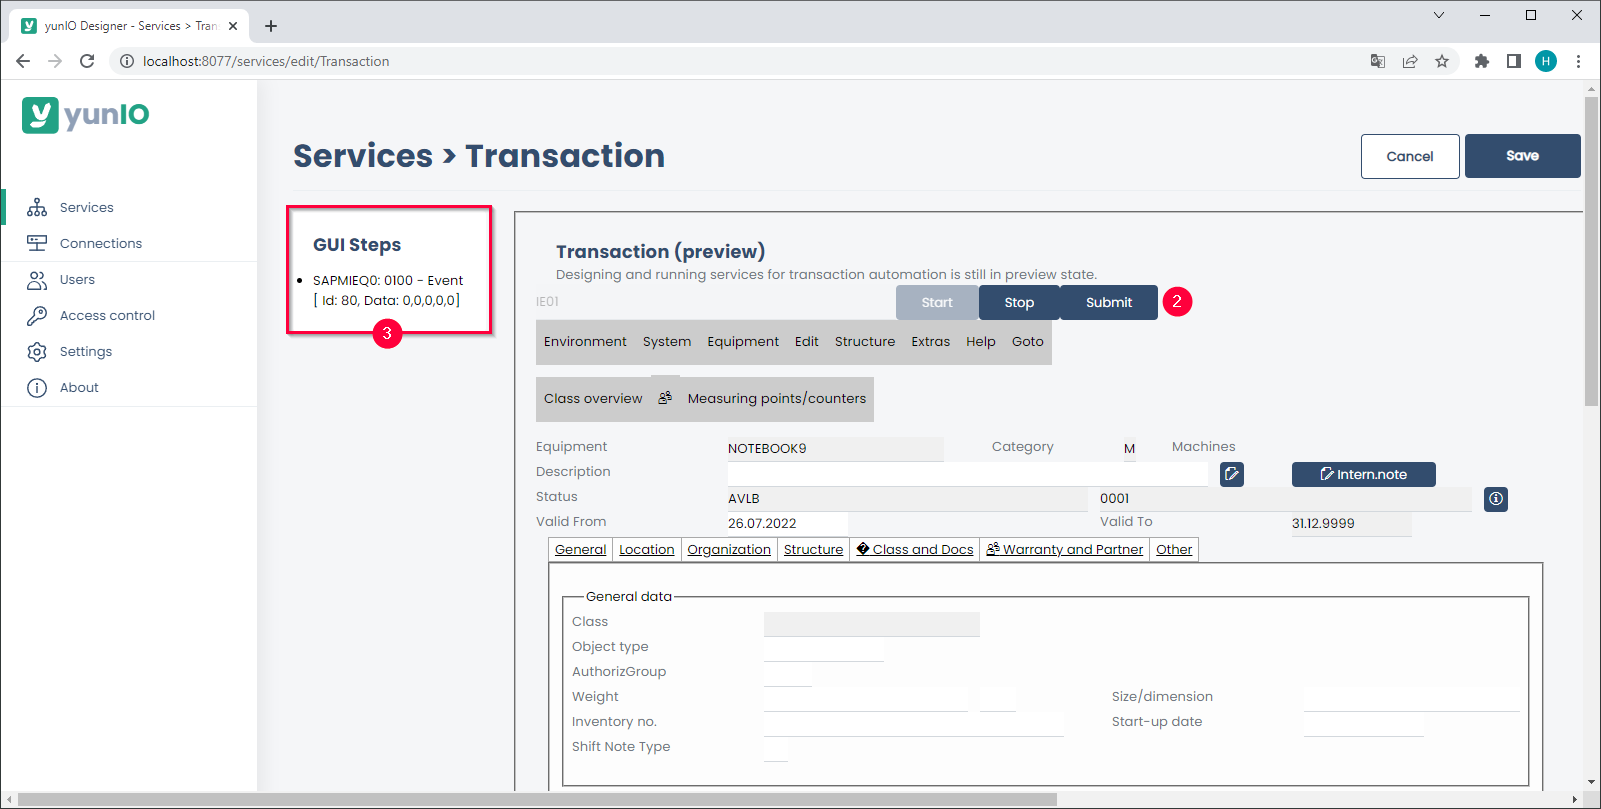 yunIO Designer - Services > Tran
localhost:8077/services/edit/Transaction
H
yunIO
Services > Transaction
Cancel
Save
Services
Connections
Users
Access control
Settings
About
GUI Steps
SAPMIEQ0: 0100 - Event
[ Id: 80, Data: 0,0,0,0,0]
3
Transaction (preview)
Designing and running services for transaction automation is still in preview state.
IE01 Start Stop Submit 2
Environment System Equipment Edit Structure Extras Help Goto
Class overview Measuring points/counters
Equipment NOTEBOOK9 Category M Machines
Description Intern.note
Status AVLB 0001
Valid From 26.07.2022 Valid To 31.12.9999
General Location Organization Structure � Class and Docs Warranty and Partner Other
General data
Class
Object type
AuthorizGroup
Weight Size/dimension
Inventory no. Start-up date
Shift Note Type